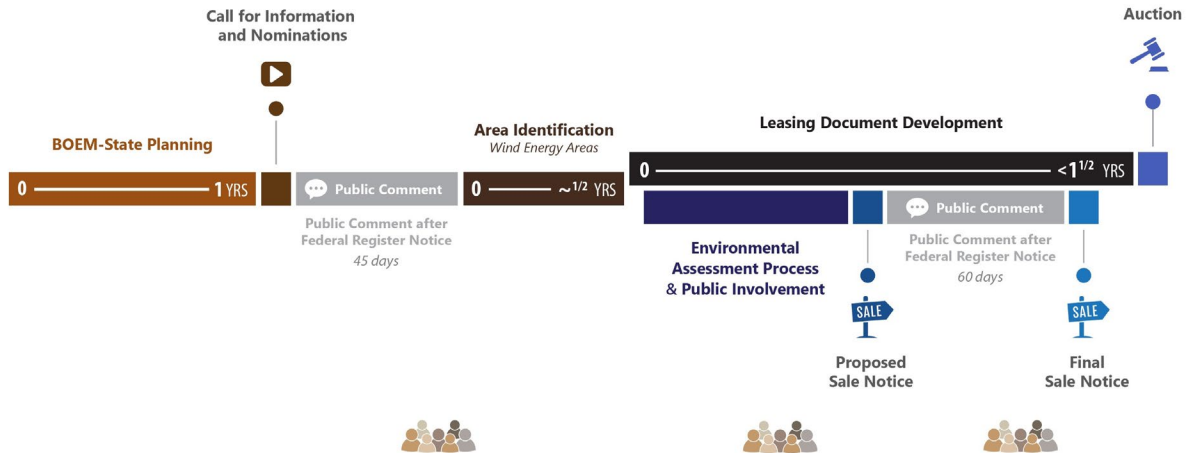 Call for Information
and Nominations
Auction
BOEM-State Planning
Area Identification
Wind Energy Areas
Leasing Document Development
0 1 YRS
Public Comment
0 ~1/2 YRS
0 <1 1/2 YRS
Public Comment after
Federal Register Notice
45 days
Public Comment
Environmental
Assessment Process
& Public Involvement
Public Comment after
Federal Register Notice
60 days
SALE
SALE
Proposed
Sale Notice
Final
Sale Notice